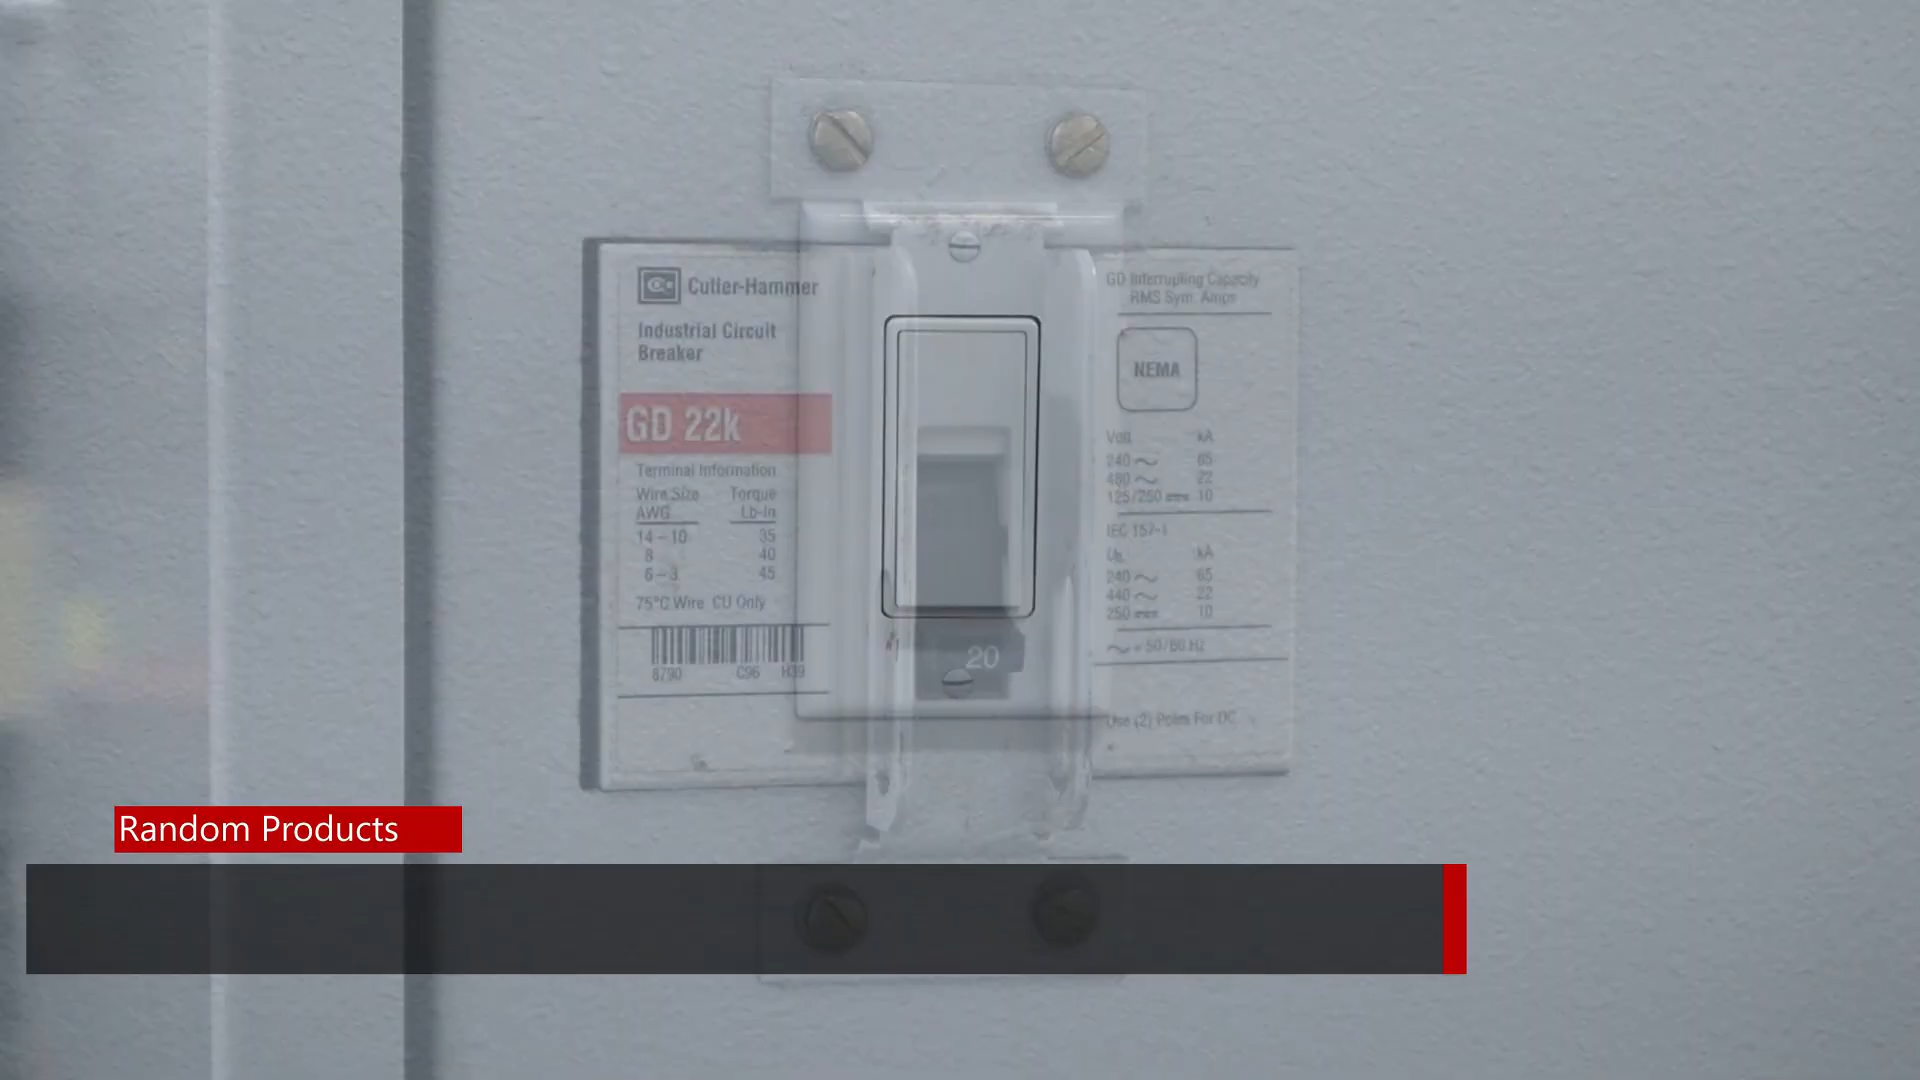 Cutler-Hammer
Industrial Circuit
Breaker
GD 22k
Terminal Information
Wire Size Torque
AWG Lb-In
14 – 10 35
8 40
6 – 3 45
75°C Wire CU Only
8790 C96 H39
20
GD Interrupting Capacity
RMS Sym. Amps
NEMA
Volt kA
240 ～ 65
480 ～ 22
125/250 ⎓ 10
IEC 157-1
kA
240 ～ 65
440 ～ 22
250 ⎓ 10
～ = 50/60 Hz
Use (2) Poles For DC
Random Products